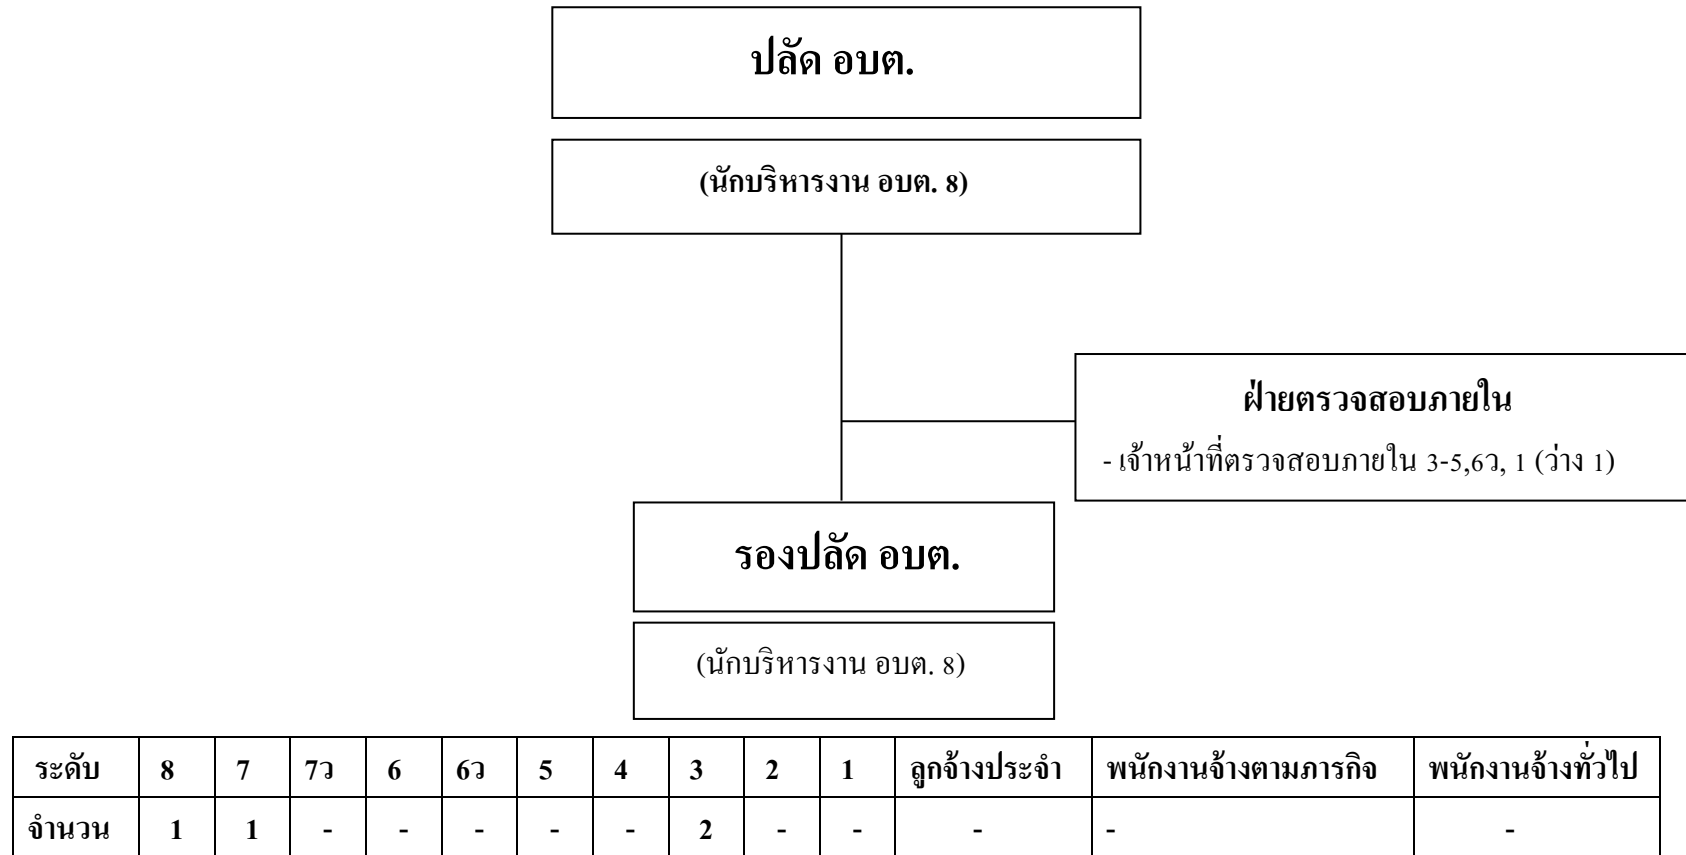 ปลัด อบต.
(นักบริหารงาน อบต. 8)
ฝ่ายตรวจสอบภายใน
- เจ้าหน้าที่ตรวจสอบภายใน 3-5,6ว, 1 (ว่าง 1)
รองปลัด อบต.
(นักบริหารงาน อบต. 8)
ระดับ 8 7 7ว 6 6ว 5 4 3 2 1 ลูกจ้างประจำ พนักงานจ้างตามภารกิจ พนักงานจ้างทั่วไป
จำนวน 1 1 - - - - - 2 - - - - -